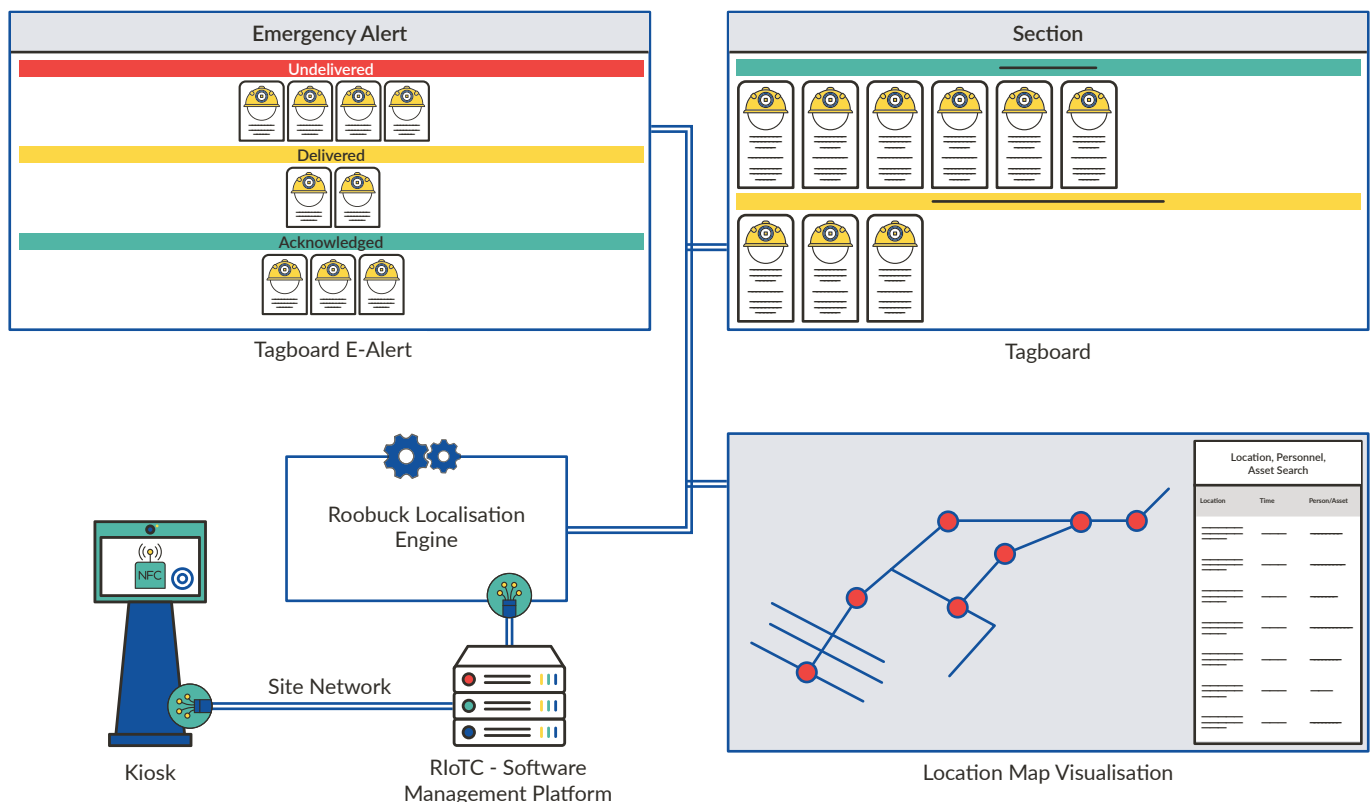 Emergency Alert
Undelivered
Delivered
Acknowledged
Tagboard E-Alert
Section
Tagboard
Roobuck Localisation
Engine
NFC
Site Network
Kiosk
RIoTC - Software
Management Platform
Location, Personnel,
Asset Search
Location Time Person/Asset
Location Map Visualisation